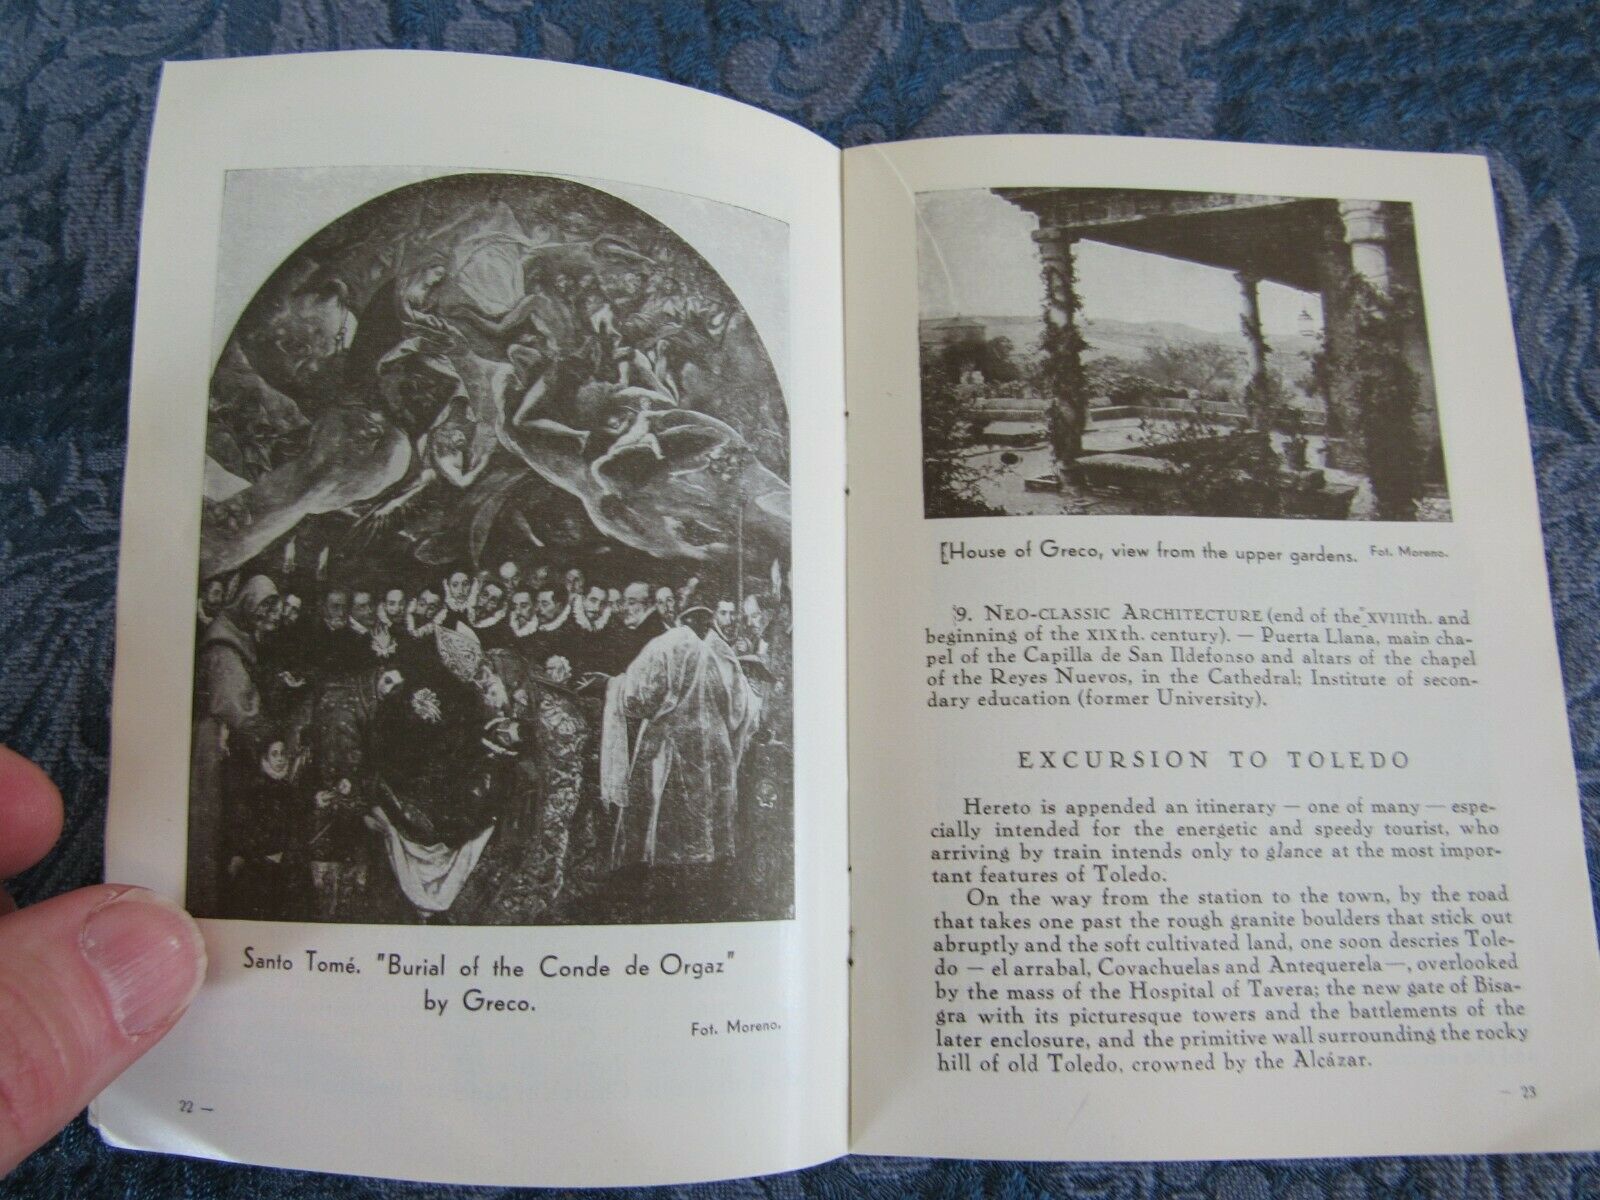 Santo Tomé. "Burial of the Conde de Orgaz"
by Greco.
Fot. Moreno.
22 —
[House of Greco, view from the upper gardens. Fot. Moreno.
9. NEO-CLASSIC ARCHITECTURE (end of the XVIIIth. and
beginning of the XIXth. century). — Puerta Llana, main cha-
pel of the Capilla de San Ildefonso and altars of the chapel
of the Reyes Nuevos, in the Cathedral; Institute of secon-
dary education (former University).
EXCURSION TO TOLEDO
Hereto is appended an itinerary — one of many — espe-
cially intended for the energetic and speedy tourist, who
arriving by train intends only to glance at the most impor-
tant features of Toledo.
On the way from the station to the town, by the road
that takes one past the rough granite boulders that stick out
abruptly and the soft cultivated land, one soon descries Tole-
do — el arrabal, Covachuelas and Antequerela —, overlooked
by the mass of the Hospital of Tavera; the new gate of Bisa-
gra with its picturesque towers and the battlements of the
later enclosure, and the primitive wall surrounding the rocky
hill of old Toledo, crowned by the Alcázar.
— 23